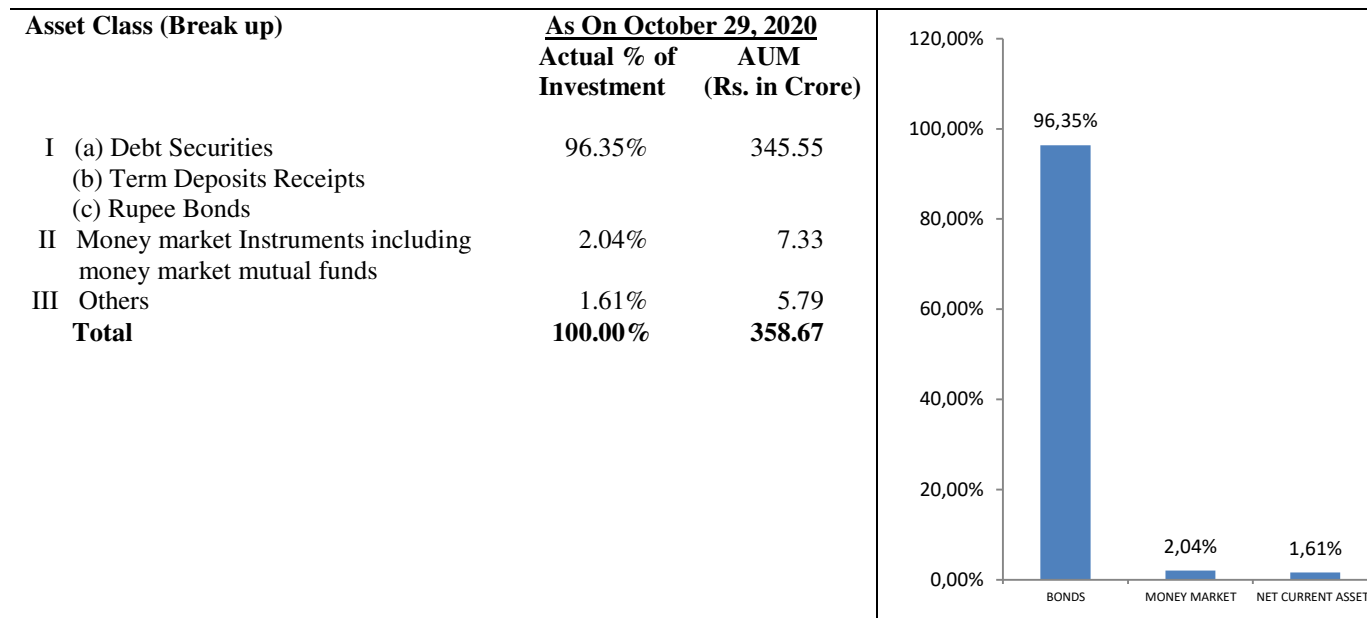 Asset Class (Break up) As On October 29, 2020
Actual % of AUM
Investment (Rs. in Crore)
I (a) Debt Securities 96.35% 345.55
(b) Term Deposits Receipts
(c) Rupee Bonds
II Money market Instruments including 2.04% 7.33
money market mutual funds
III Others 1.61% 5.79
Total 100.00% 358.67
120,00%
100,00%
80,00%
60,00%
40,00%
20,00%
0,00%
96,35%
2,04%
1,61%
BONDS MONEY MARKET NET CURRENT ASSET